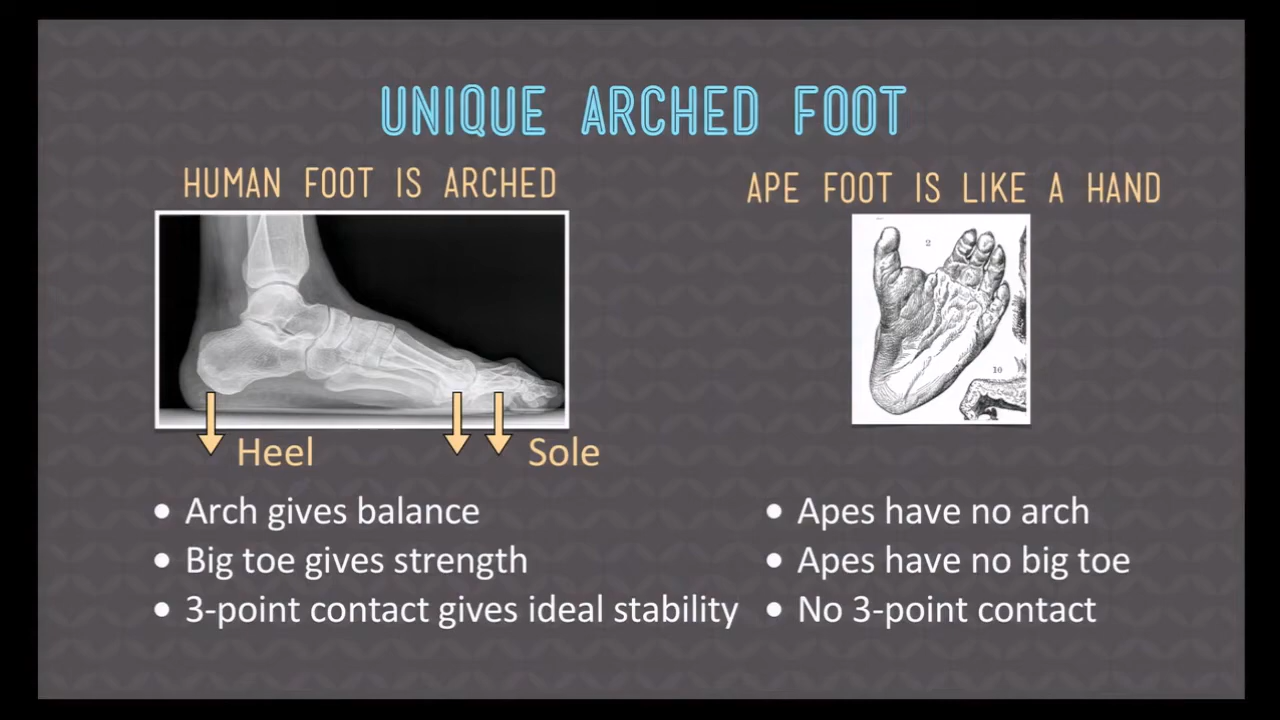 UNIQUE ARCHED FOOT
HUMAN FOOT IS ARCHED
Heel
Sole
• Arch gives balance
• Big toe gives strength
• 3-point contact gives ideal stability
APE FOOT IS LIKE A HAND
2
10
• Apes have no arch
• Apes have no big toe
• No 3-point contact